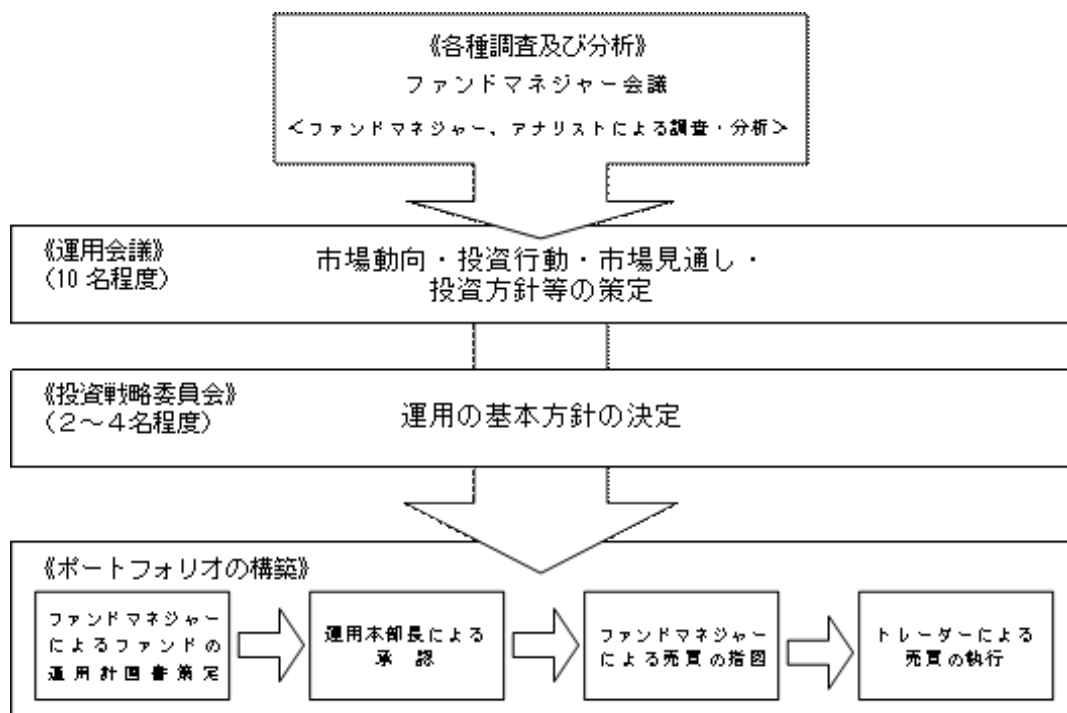 《各種調査及び分析》
ファンドマネジャー会議
＜ファンドマネジャー、アナリストによる調査・分析＞
《運用会議》
（10名程度）
市場動向・投資行動・市場見通し・
投資方針等の策定
《投資戦略委員会》
（２～４名程度）
運用の基本方針の決定
《ポートフォリオの構築》
ファンドマネジャー
によるファンドの
運用計画書策定
運用本部長による
承認
ファンドマネジャー
による売買の指図
トレーダーによる
売買の執行